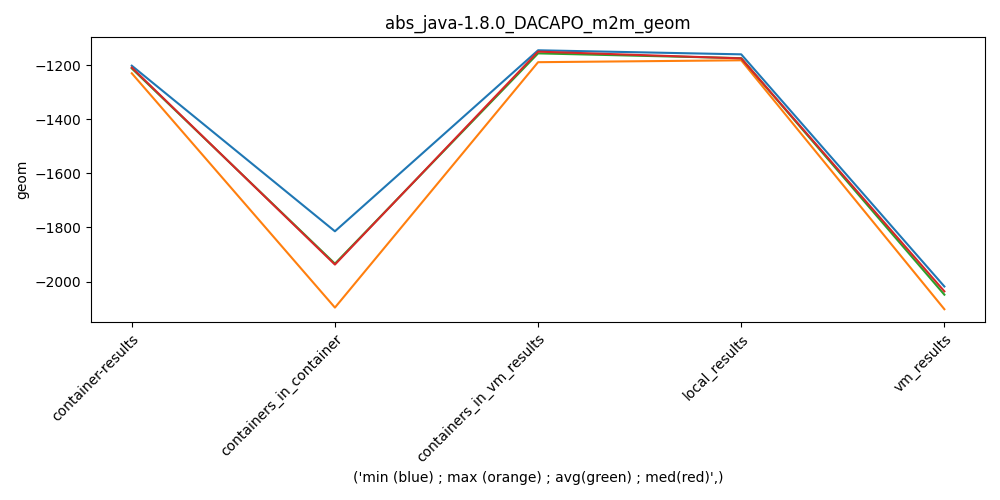 abs_java-1.8.0_DACAPO_m2m_geom
−1200
−1400
−1600
−1800
−2000
geom
container-results
containers_in_container
containers_in_vm_results
local_results
vm_results
('min (blue) ; max (orange) ; avg(green) ; med(red)',)